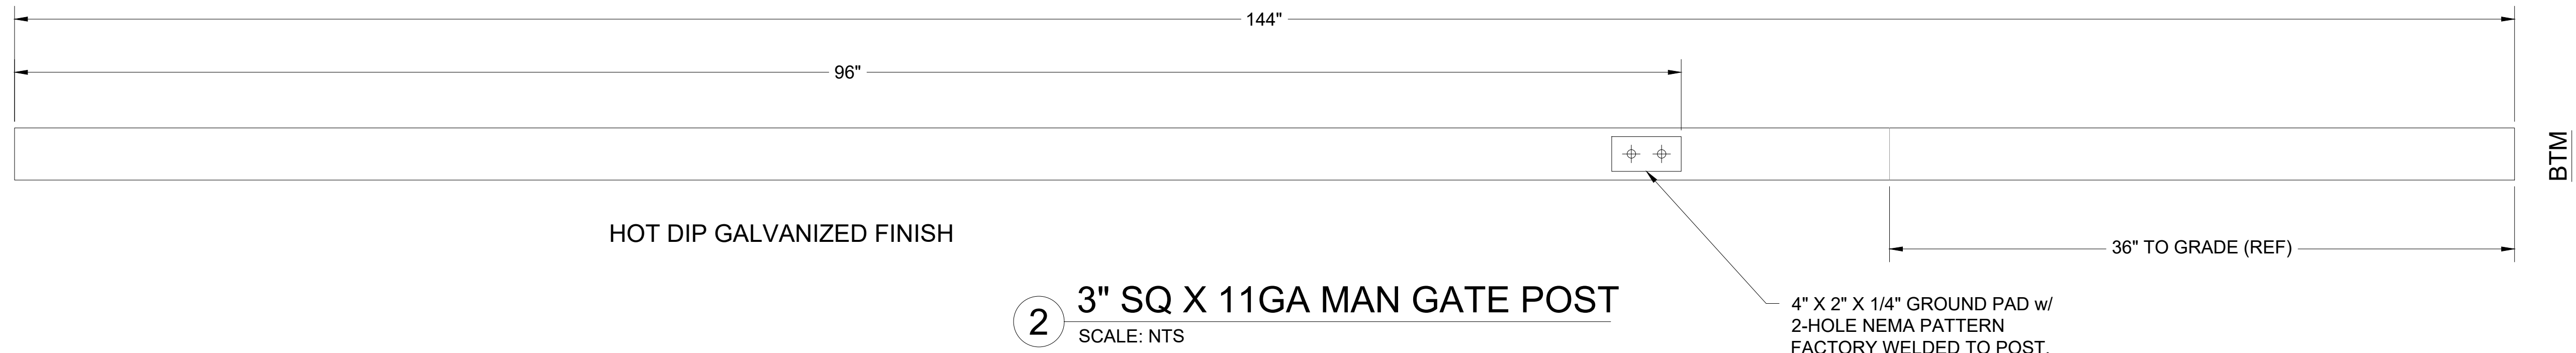 144"
96"
BTM
HOT DIP GALVANIZED FINISH
36" TO GRADE (REF)
2
3" SQ X 11GA MAN GATE POST
SCALE: NTS
4" X 2" X 1/4" GROUND PAD w/
2-HOLE NEMA PATTERN
FACTORY WELDED TO POST.